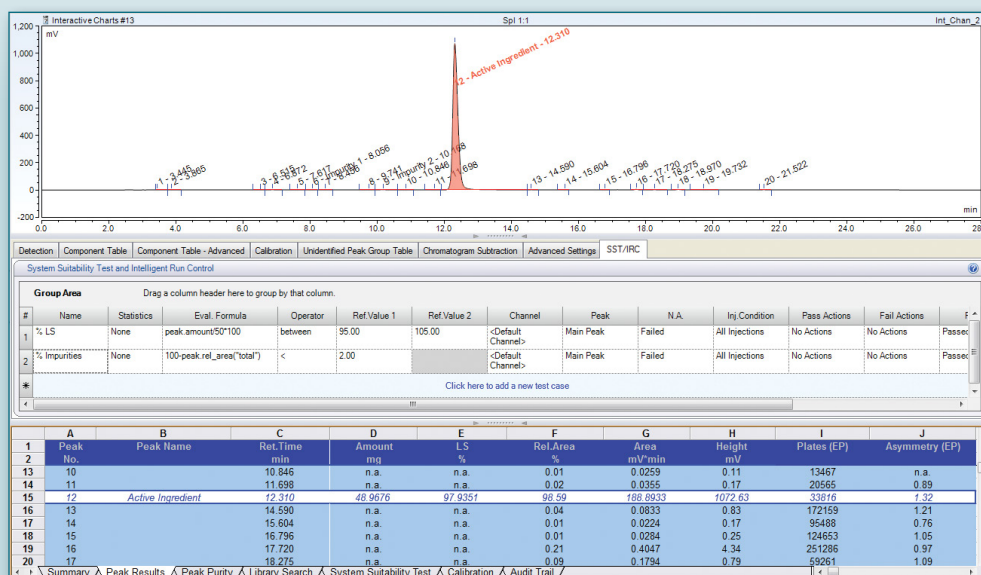 Interactive Charts #13 Spl 1:1 Int_Chan_2
mV
1,200
1,000
800
600
400
200
0
-200
12 - Active Ingredient - 12.310
1 - 3.445
2 - 3.865
3 - 6.515
4 - 6.872
5 - 7.617
6 - Impurity 1 - 8.056
7 - 8.456
8 - 9.741
9 - Impurity 2 - 10.168
10 - 10.846
11 - 11.698
13 - 14.590
14 - 15.604
15 - 16.796
16 - 17.720
17 - 18.275
18 - 18.970
19 - 19.732
20 - 21.522
min
0.0 2.0 4.0 6.0 8.0 10.0 12.0 14.0 16.0 18.0 20.0 22.0 24.0 26.0 28
Detection Component Table Component Table - Advanced Calibration Unidentified Peak Group Table Chromatogram Subtraction Advanced Settings SST/IRC
System Suitability Test and Intelligent Run Control
Group Area Drag a column header here to group by that column.
# Name Statistics Eval. Formula Operator Ref.Value 1 Ref.Value 2 Channel Peak N.A. Inj.Condition Pass Actions Fail Actions
1 % LS None peak.amount/50*100 between 95.00 105.00 <Default Channel> Main Peak Failed All Injections No Actions No Actions Passed
2 % Impurities None 100-peak.rel_area("total") < 2.00 <Default Channel> Main Peak Failed All Injections No Actions No Actions Passed
Click here to add a new test case
A B C D E F G H I J
1 Peak Peak Name Ret.Time Amount LS Rel.Area Area Height Plates (EP) Asymmetry (EP)
2 No. min mg % % mV*min mV
13 10 10.846 n.a. n.a. 0.01 0.0259 0.11 13467 n.a.
14 11 11.698 n.a. n.a. 0.02 0.0355 0.17 20565 0.89
15 12 Active Ingredient 12.310 48.9676 97.9351 98.59 188.8933 1072.63 33816 1.32
16 13 14.590 n.a. n.a. 0.04 0.0833 0.83 172159 1.21
17 14 15.604 n.a. n.a. 0.01 0.0224 0.17 95488 0.76
18 15 16.796 n.a. n.a. 0.01 0.0284 0.25 124653 1.05
19 16 17.720 n.a. n.a. 0.21 0.4047 4.34 251286 0.97
20 17 18.275 n.a. n.a. 0.09 0.1794 0.79 59261 1.09
Summary Peak Results Peak Purity Library Search System Suitability Test Calibration Audit Trail